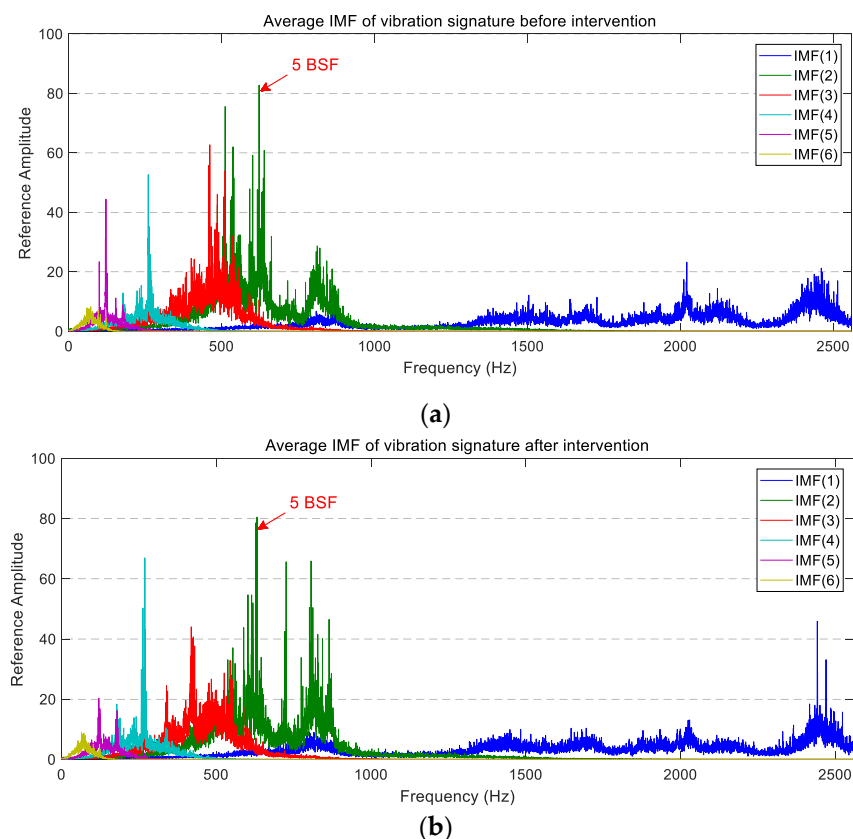 Average IMF of vibration signature before intervention
100
80
60
40
20
0
Reference Amplitude
5 BSF
IMF(1)
IMF(2)
IMF(3)
IMF(4)
IMF(5)
IMF(6)
0 500 1000 1500 2000 2500
Frequency (Hz)
(a)
Average IMF of vibration signature after intervention
100
80
60
40
20
0
Reference Amplitude
5 BSF
IMF(1)
IMF(2)
IMF(3)
IMF(4)
IMF(5)
IMF(6)
0 500 1000 1500 2000 2500
Frequency (Hz)
(b)